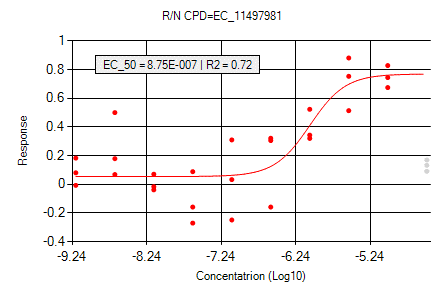 R/N CPD=EC_11497981
EC_50 = 8.75E-007 | R2 = 0.72
Response
1
0.8
0.6
0.4
0.2
0
-0.2
-0.4
-9.24 -8.24 -7.24 -6.24 -5.24
Concentatrion (Log10)